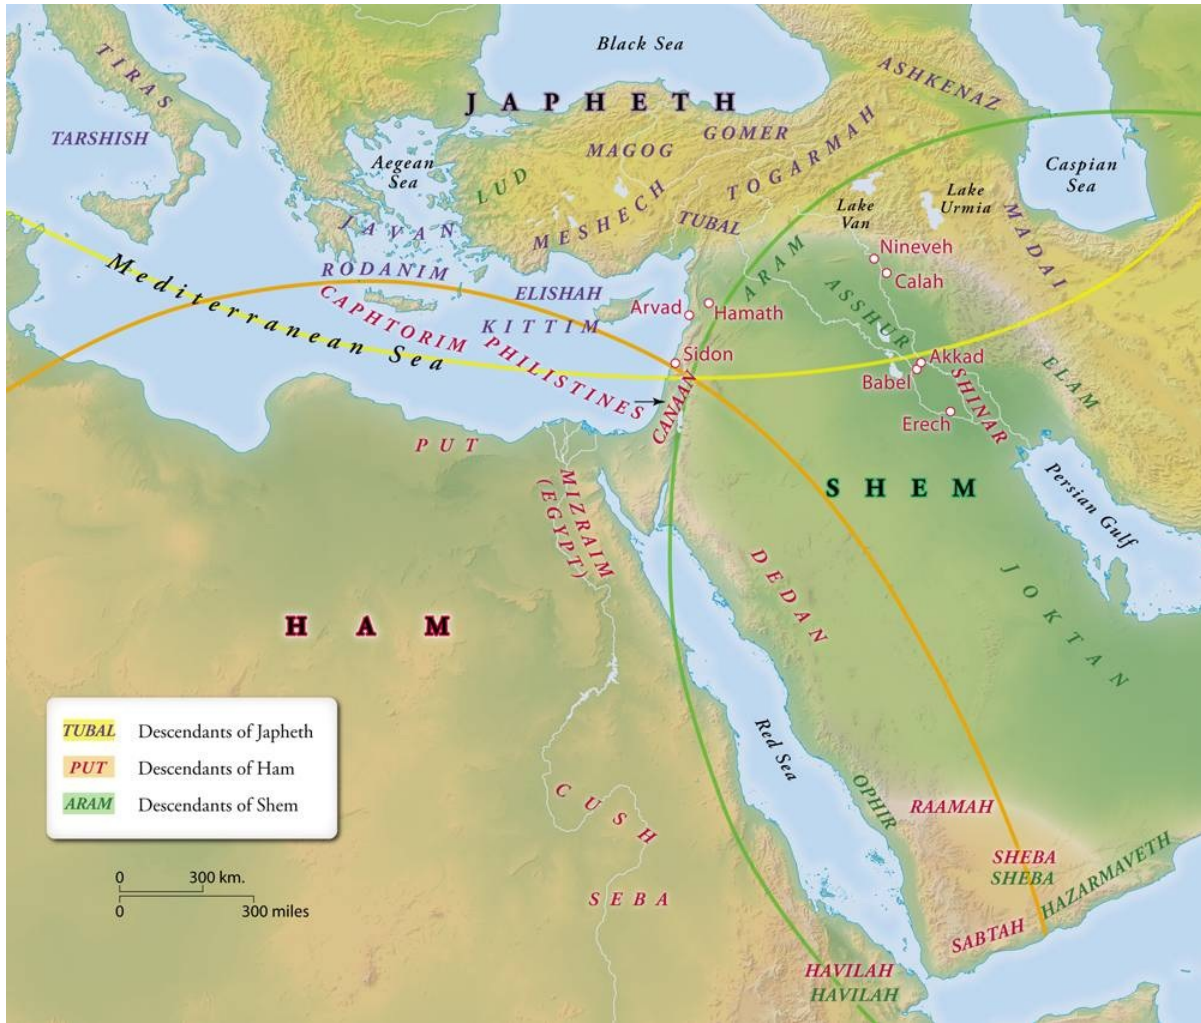 Black Sea
TIRAS
ASHKENAZ
JAPHETH
TARSHISH
GOMER
MAGOG
TOGARMAH
Aegean
Sea
LUD
Caspian
Sea
Lake
Urmia
Lake
Van
MESHECH
TUBAL
JAVAN
MADAI
Nineveh
ARAM
Calah
RODANIM
Mediterranean Sea
ELISHAH
CAPHTORIM
KITTIM
Arvad
Hamath
ASSHUR
PHILISTINES
Sidon
Akkad
Babel
SHINAR
ELAM
CANAAN
Erech
PUT
MIZRAIM
(EGYPT)
SHEM
Persian Gulf
DEDAN
JOKTAN
HAM
TUBAL Descendants of Japheth
PUT Descendants of Ham
ARAM Descendants of Shem
Red Sea
CUSH
OPHIR
RAAMAH
SHEBA
SHEBA
HAZARMAVETH
0 300 km.
0 300 miles
SEBA
SABTAH
HAVILAH
HAVILAH